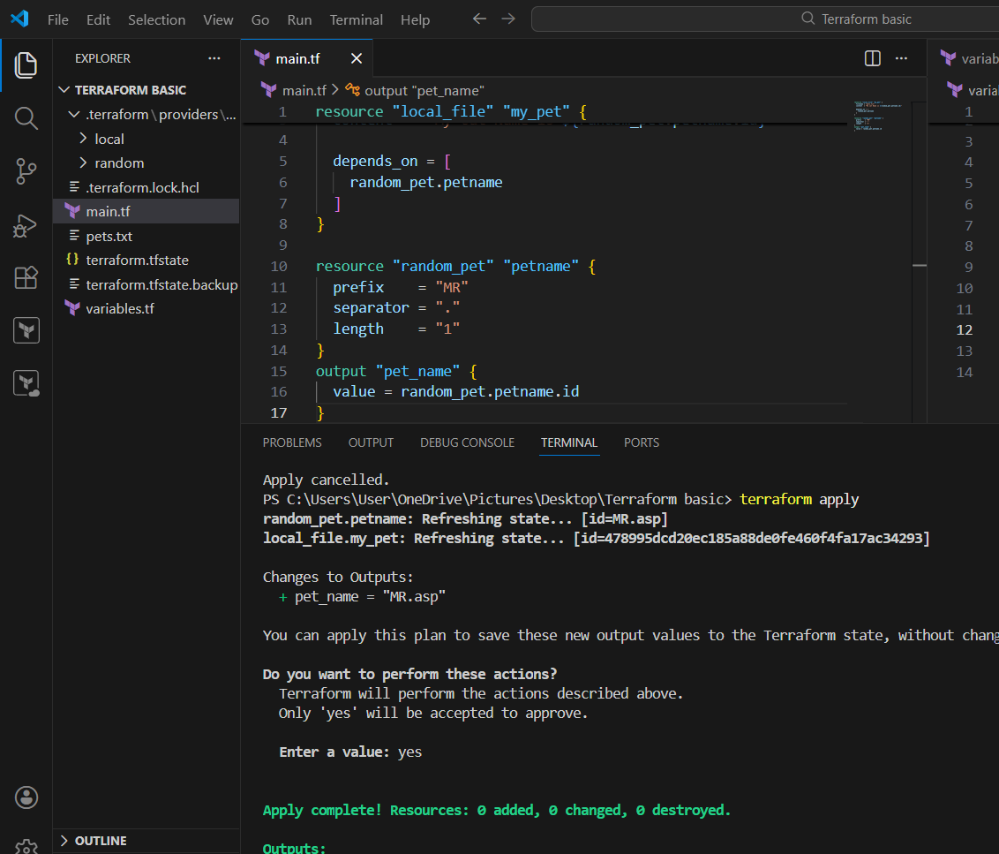 File Edit Selection View Go Run Terminal Help
Terraform basic
EXPLORER
TERRAFORM BASIC
.terraform\providers\...
local
random
.terraform.lock.hcl
main.tf
pets.txt
terraform.tfstate
terraform.tfstate.backup
variables.tf
OUTLINE
main.tf
main.tf > output "pet_name"
1 resource "local_file" "my_pet" {
4
5 depends_on = [
6 random_pet.petname
7 ]
8 }
9
10 resource "random_pet" "petname" {
11 prefix = "MR"
12 separator = "."
13 length = "1"
14 }
15 output "pet_name" {
16 value = random_pet.petname.id
17 }
variab
varia
1
3
4
5
6
7
8
9
10
11
12
13
14
PROBLEMS OUTPUT DEBUG CONSOLE TERMINAL PORTS
Apply cancelled.
PS C:\Users\User\OneDrive\Pictures\Desktop\Terraform basic> terraform apply
random_pet.petname: Refreshing state... [id=MR.asp]
local_file.my_pet: Refreshing state... [id=478995dcd20ec185a88de0fe460f4fa17ac34293]
Changes to Outputs:
+ pet_name = "MR.asp"
You can apply this plan to save these new output values to the Terraform state, without chang
Do you want to perform these actions?
Terraform will perform the actions described above.
Only 'yes' will be accepted to approve.
Enter a value: yes
Apply complete! Resources: 0 added, 0 changed, 0 destroyed.
Outputs: